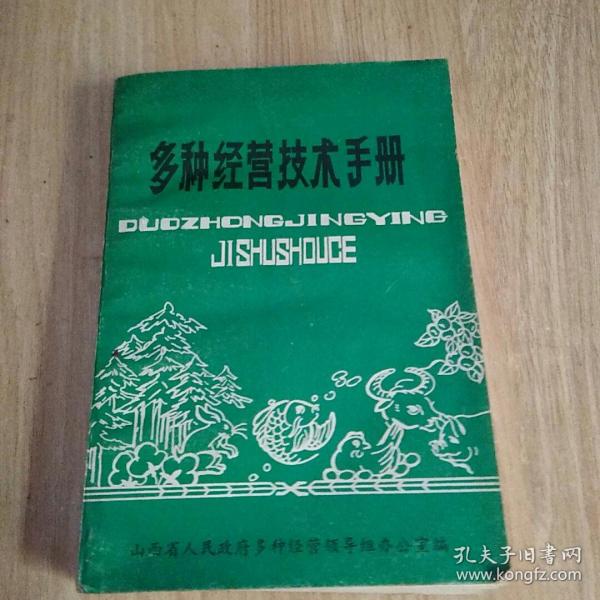 多种经营技术手册
DUOZHONGJINGYING
JISHUSHOUCE
山西省人民政府多种经营领导组办公室编
孔夫子旧书网
www.kongfz.com